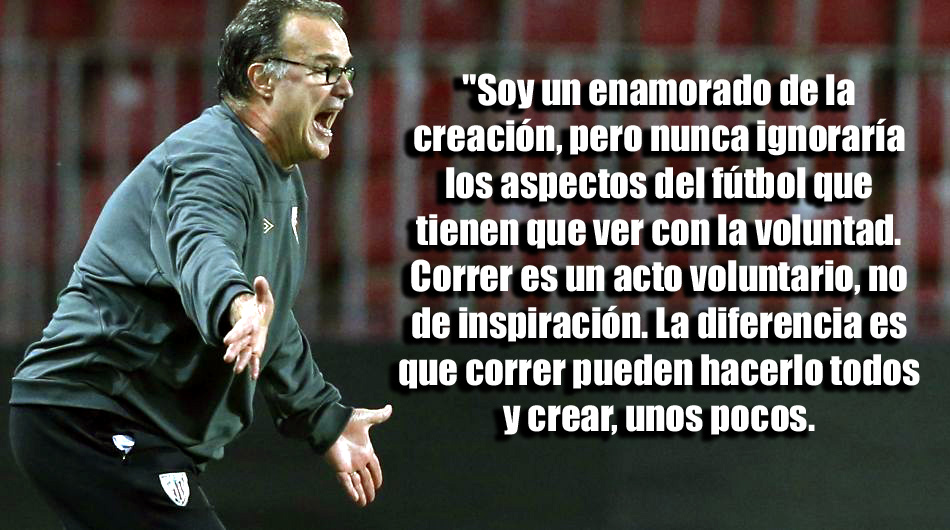 "Soy un enamorado de la
creación, pero nunca ignoraría
los aspectos del fútbol que
tienen que ver con la voluntad.
Correr es un acto voluntario, no
de inspiración. La diferencia es
que correr pueden hacerlo todos
y crear, unos pocos.